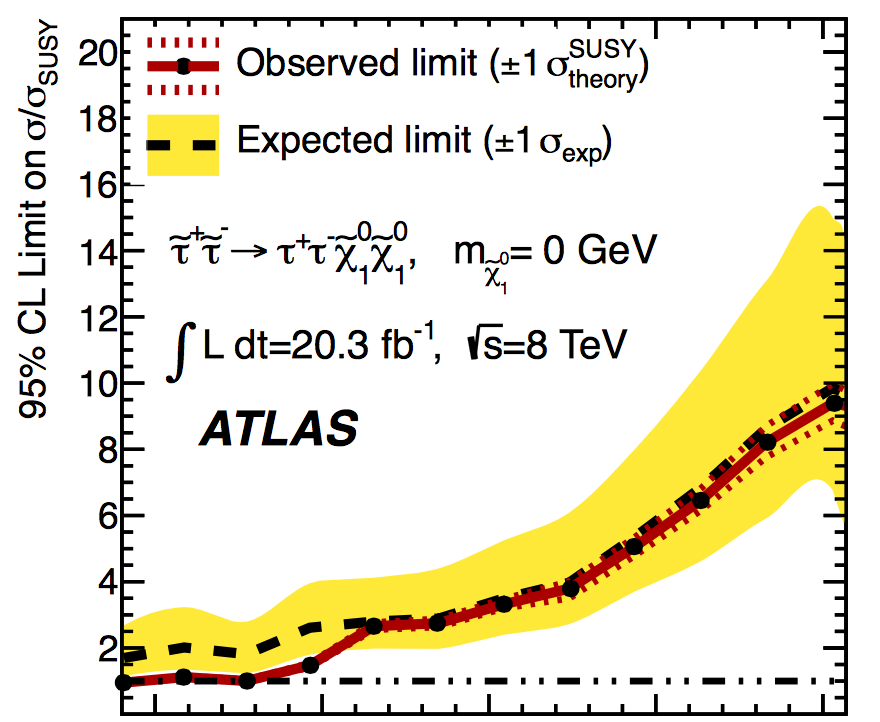 95% CL Limit on σ/σ_SUSY
20
18
16
14
12
10
8
6
4
2
Observed limit (±1 σ^SUSY_theory)
Expected limit (±1 σ_exp)
τ̃⁺τ̃⁻ → τ⁺τ⁻χ̃⁰₁χ̃⁰₁, m_χ̃⁰₁ = 0 GeV
∫ L dt=20.3 fb⁻¹, √s=8 TeV
ATLAS